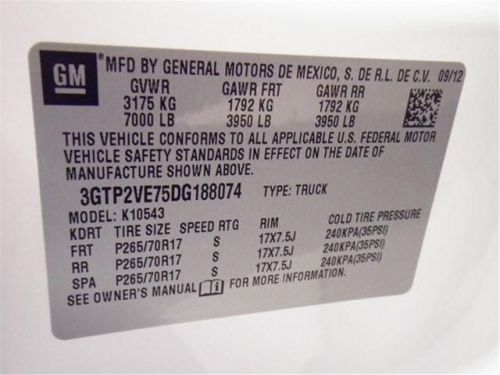 GM MFD BY GENERAL MOTORS DE MEXICO, S. DE R.L. DE C.V. 09/12
GVWR GAWR FRT GAWR RR
3175 KG 1792 KG 1792 KG
7000 LB 3950 LB 3950 LB
THIS VEHICLE CONFORMS TO ALL APPLICABLE U.S. FEDERAL MOTOR
VEHICLE SAFETY STANDARDS IN EFFECT ON THE DATE OF
MANUFACTURE SHOWN ABOVE.
3GTP2VE75DG188074 TYPE: TRUCK
MODEL: K10543
KDRT TIRE SIZE SPEED RTG RIM COLD TIRE PRESSURE
FRT P265/70R17 S 17X7.5J 240KPA(35PSI)
RR P265/70R17 S 17X7.5J 240KPA(35PSI)
SPA P265/70R17 S 17X7.5J 240KPA(35PSI)
SEE OWNER'S MANUAL FOR MORE INFORMATION.